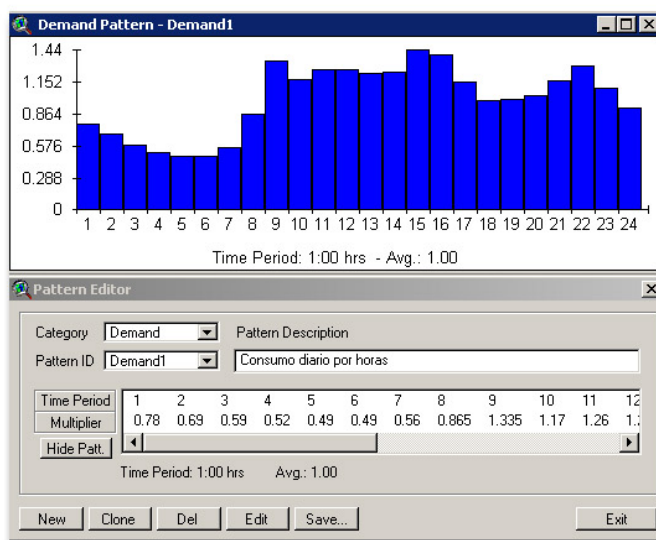 Demand Pattern - Demand1
1.44
1.152
0.864
0.576
0.288
0
1 2 3 4 5 6 7 8 9 10 11 12 13 14 15 16 17 18 19 20 21 22 23 24
Time Period: 1:00 hrs - Avg.: 1.00
Pattern Editor
Category Demand Pattern Description
Pattern ID Demand1 Consumo diario por horas
Time Period 1 2 3 4 5 6 7 8 9 10 11 12
Multiplier 0.78 0.69 0.59 0.52 0.49 0.49 0.56 0.865 1.335 1.17 1.26
Hide Patt.
Time Period: 1:00 hrs Avg.: 1.00
New Clone Del Edit Save... Exit